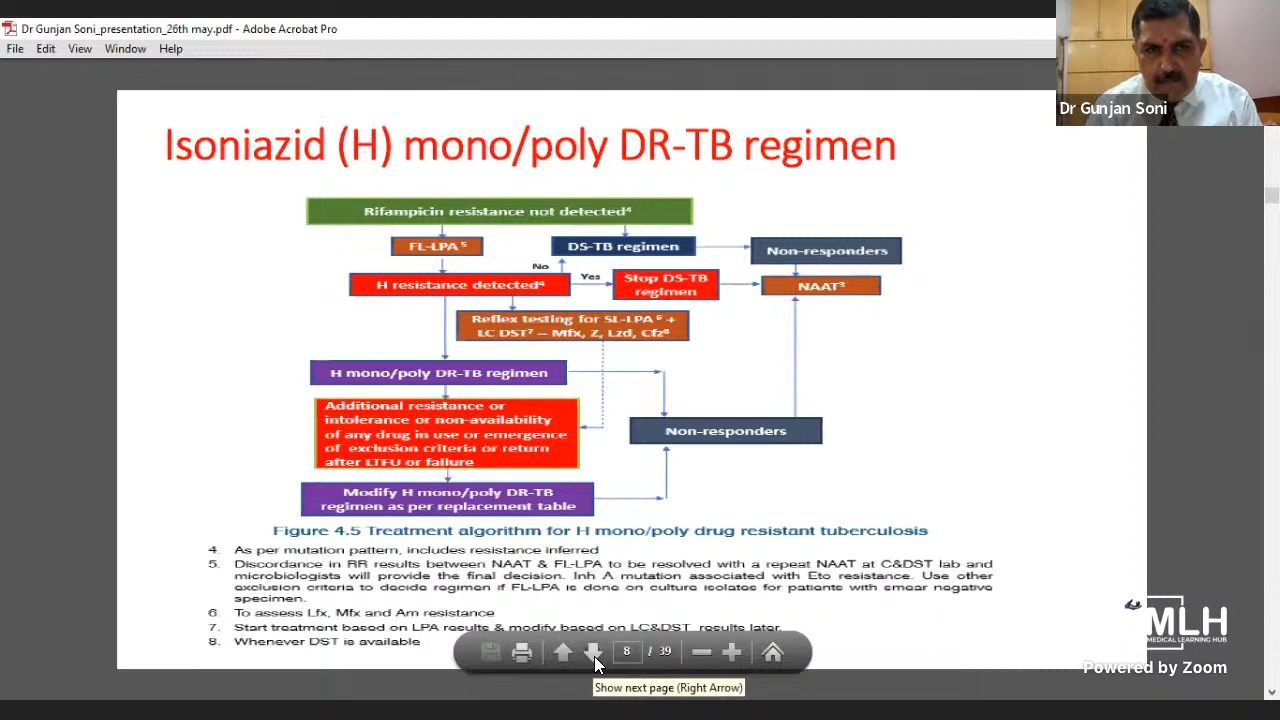 Dr Gunjan Soni_presentation_26th may.pdf - Adobe Acrobat Pro
File Edit View Window Help
Dr Gunjan Soni
Isoniazid (H) mono/poly DR-TB regimen
Rifampicin resistance not detected⁴
FL-LPA⁵
DS-TB regimen
Non-responders
No
Yes
H resistance detected⁴
Stop DS-TB
regimen
NAAT³
Reflex testing for SL-LPA⁶ +
LC DST⁷ – Mfx, Z, Lzd, Cfz⁸
H mono/poly DR-TB regimen
Additional resistance or
intolerance or non-availability
of any drug in use or emergence
of exclusion criteria or return
after LTFU or failure
Non-responders
Modify H mono/poly DR-TB
regimen as per replacement table
Figure 4.5 Treatment algorithm for H mono/poly drug resistant tuberculosis
4. As per mutation pattern, includes resistance inferred
5. Discordance in RR results between NAAT & FL-LPA to be resolved with a repeat NAAT at C&DST lab and
microbiologists will provide the final decision. Inh A mutation associated with Eto resistance. Use other
exclusion criteria to decide regimen if FL-LPA is done on culture isolates for patients with smear negative
specimen.
6. To assess Lfx, Mfx and Am resistance
7. Start treatment based on LPA results & modify based on LC&DST results later.
8. Whenever DST is available
8 / 39
Show next page (Right Arrow)
MLH
MEDICAL LEARNING HUB
Powered by Zoom